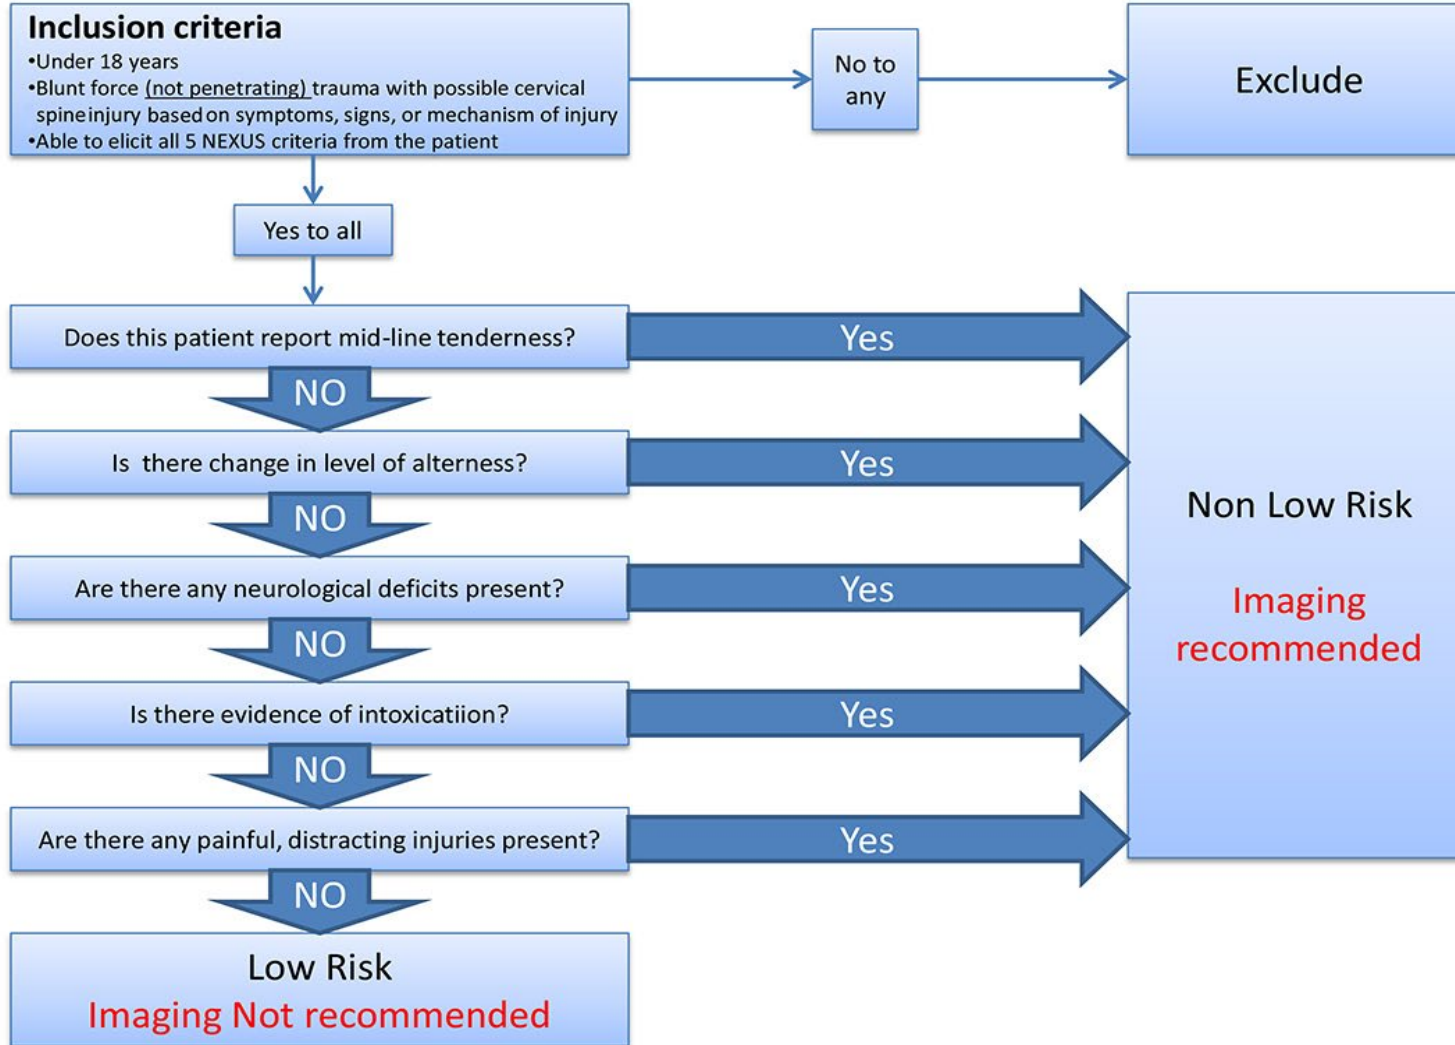 Inclusion criteria
•Under 18 years
•Blunt force (not penetrating) trauma with possible cervical
spine injury based on symptoms, signs, or mechanism of injury
•Able to elicit all 5 NEXUS criteria from the patient
No to
any
Exclude
Yes to all
Does this patient report mid-line tenderness?
Yes
NO
Is there change in level of alterness?
Yes
NO
Are there any neurological deficits present?
Yes
NO
Is there evidence of intoxicatiion?
Yes
NO
Are there any painful, distracting injuries present?
Yes
NO
Non Low Risk
Imaging
recommended
Low Risk
Imaging Not recommended